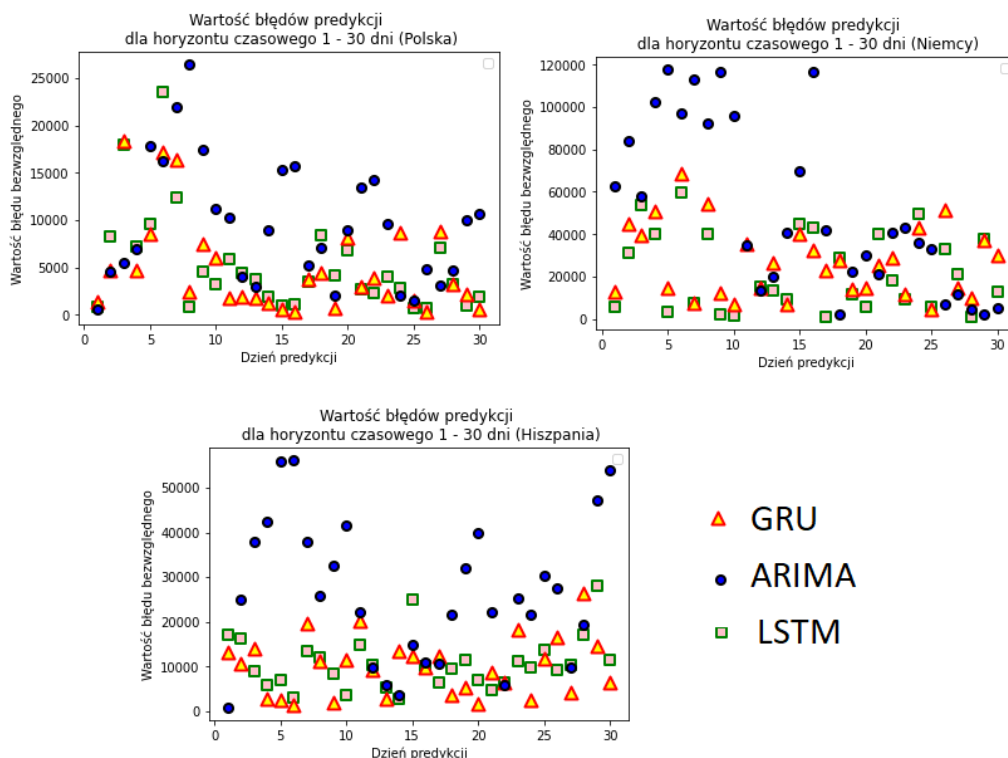 Wartość błędów predykcji
dla horyzontu czasowego 1 - 30 dni (Polska)
Wartość błędu bezwzględnego
25000
20000
15000
10000
5000
0
0 5 10 15 20 25 30
Dzień predykcji
Wartość błędów predykcji
dla horyzontu czasowego 1 - 30 dni (Niemcy)
Wartość błędu bezwzględnego
120000
100000
80000
60000
40000
20000
0
0 5 10 15 20 25 30
Dzień predykcji
Wartość błędów predykcji
dla horyzontu czasowego 1 - 30 dni (Hiszpania)
Wartość błędu bezwzględnego
50000
40000
30000
20000
10000
0
0 5 10 15 20 25 30
Dzień predykcji
GRU
ARIMA
LSTM